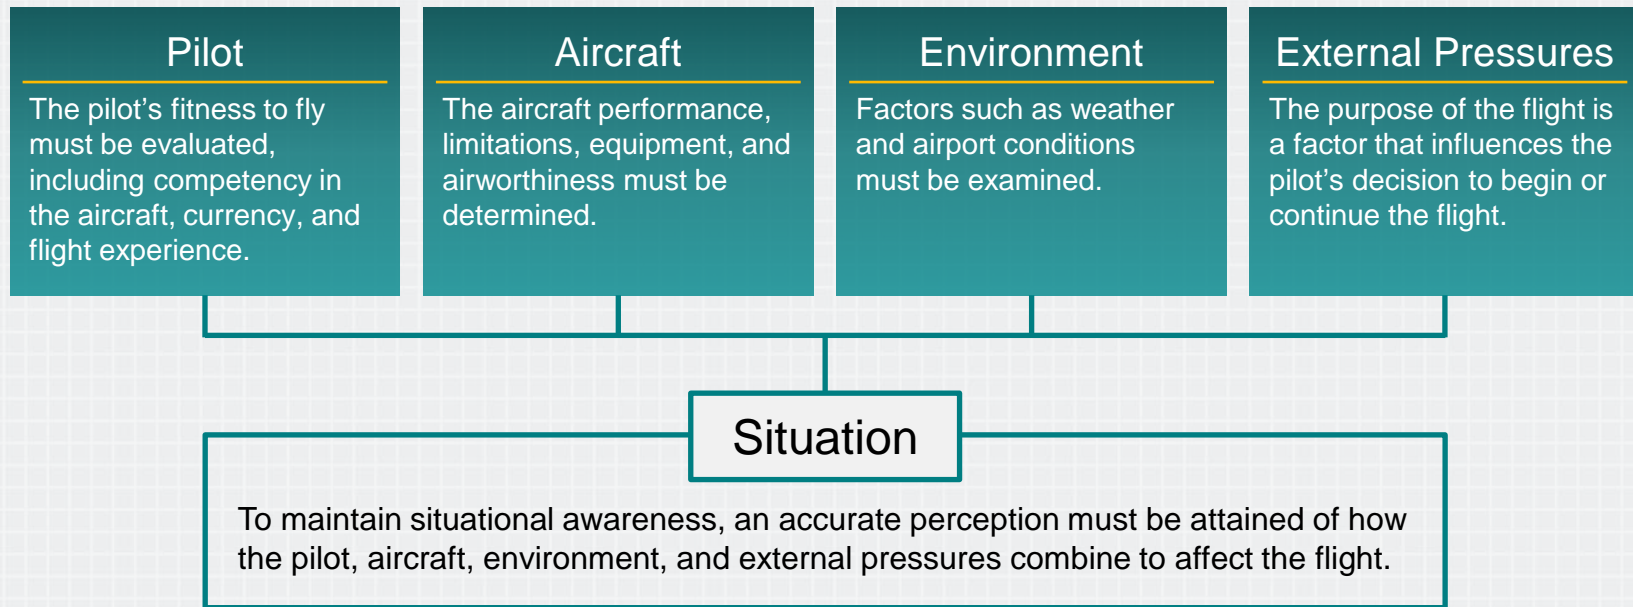 Pilot
The pilot’s fitness to fly
must be evaluated,
including competency in
the aircraft, currency, and
flight experience.
Aircraft
The aircraft performance,
limitations, equipment, and
airworthiness must be
determined.
Environment
Factors such as weather
and airport conditions
must be examined.
External Pressures
The purpose of the flight is
a factor that influences the
pilot’s decision to begin or
continue the flight.
Situation
To maintain situational awareness, an accurate perception must be attained of how
the pilot, aircraft, environment, and external pressures combine to affect the flight.